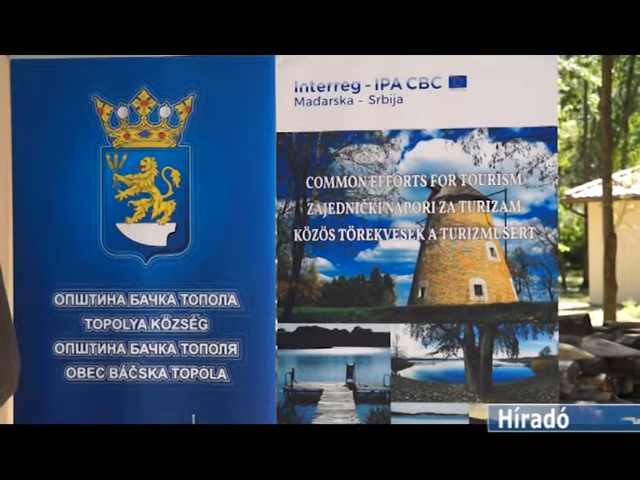 ОПШТИНА БАЧКА ТОПОЛА
TOPOLYA KÖZSÉG
ОПШТИНА БАЧКА ТОПОЛЯ
OBEC BÁČSKA TOPOLA
Interreg - IPA CBC
Mađarska - Srbija
COMMON EFFORTS FOR TOURISM
ZAJEDNIČKI NAPORI ZA TURIZAM
KÖZÖS TÖREKVÉSEK A TURIZMUSÉRT
Híradó